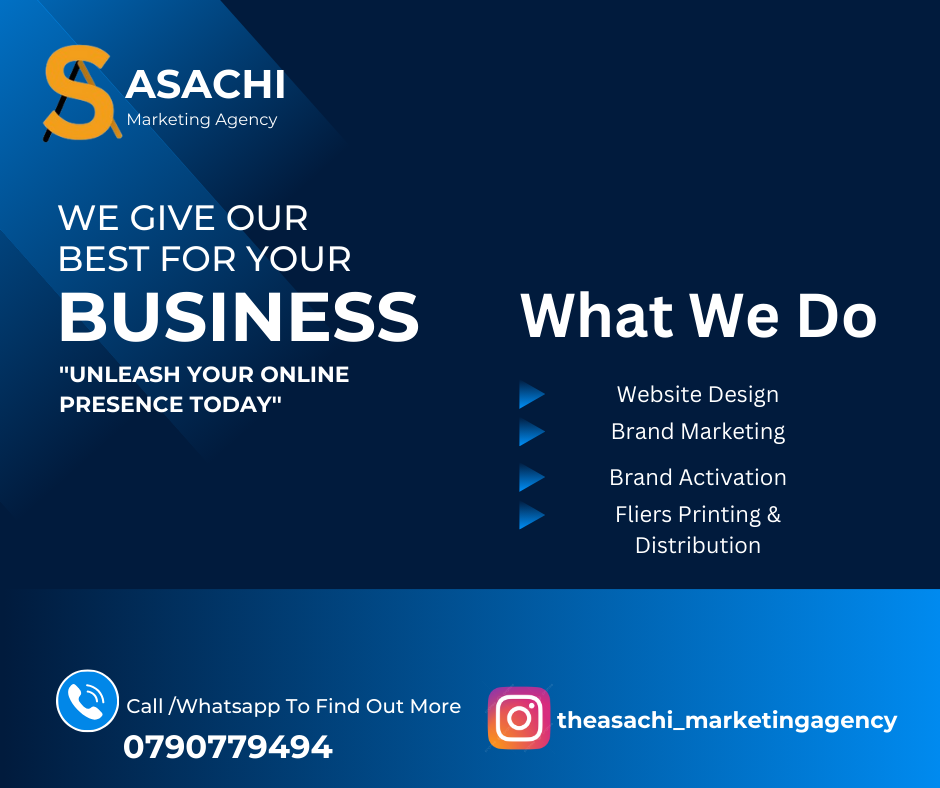 SA
ASACHI
Marketing Agency
WE GIVE OUR
BEST FOR YOUR
BUSINESS
"UNLEASH YOUR ONLINE
PRESENCE TODAY"
What We Do
Website Design
Brand Marketing
Brand Activation
Fliers Printing &
Distribution
Call /Whatsapp To Find Out More
0790779494
theasachi_marketingagency